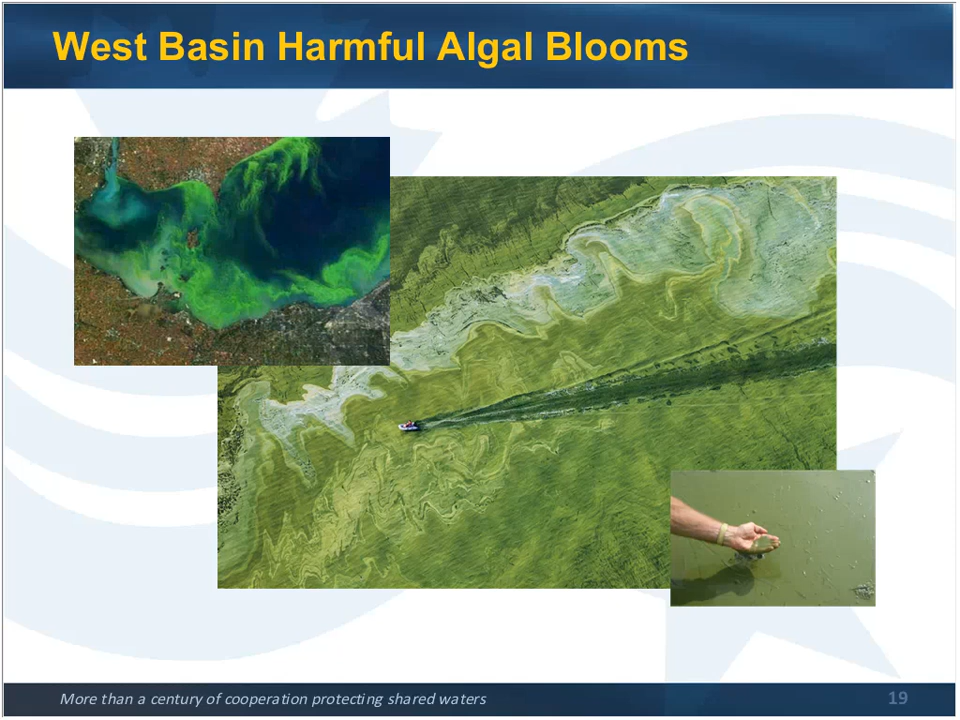 West Basin Harmful Algal Blooms
More than a century of cooperation protecting shared waters
19